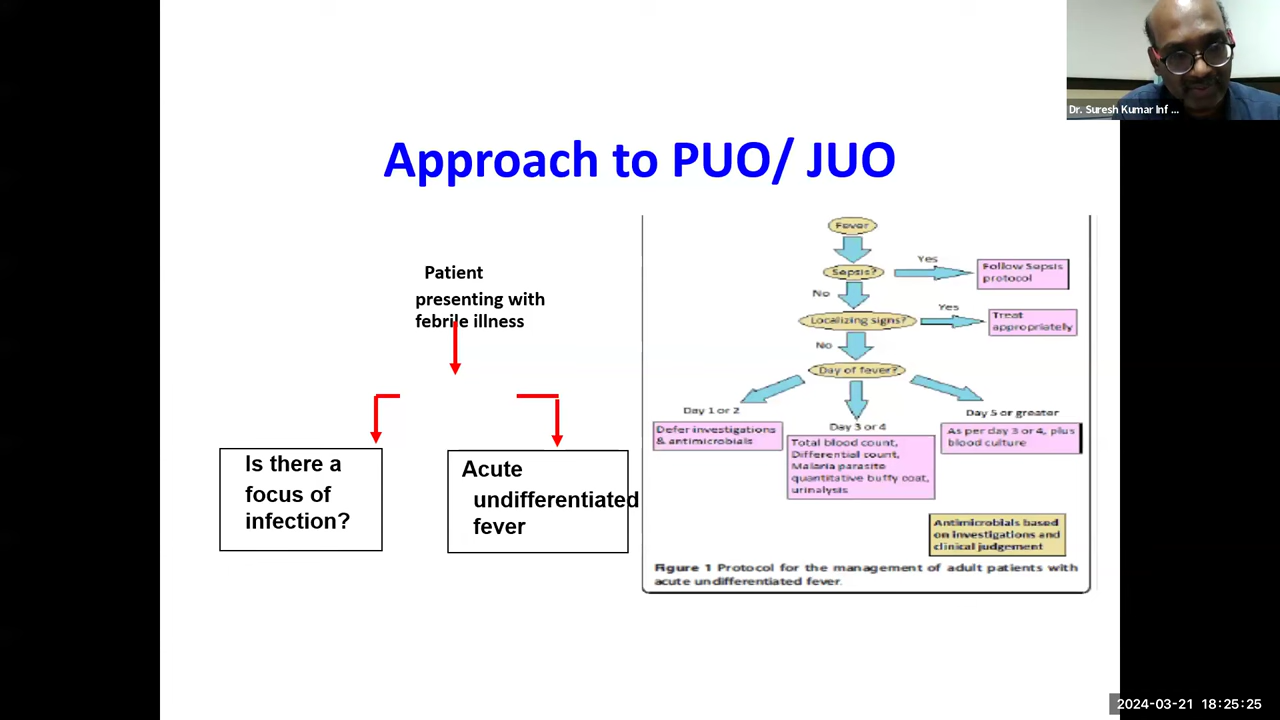 Dr. Suresh Kumar Inf ...
Approach to PUO/ JUO
Patient
presenting with
febrile illness
Is there a
focus of
infection?
Acute
undifferentiated
fever
Fever
Sepsis?
Yes
Follow Sepsis
protocol
No
Localizing signs?
Yes
Treat
appropriately
No
Day of fever?
Day 1 or 2
Defer investigations
& antimicrobials
Day 3 or 4
Total blood count,
Differential count,
Malaria parasite
quantitative buffy coat,
urinalysis
Day 5 or greater
As per day 3 or 4, plus
blood culture
Antimicrobials based
on investigations and
clinical judgement
Figure 1 Protocol for the management of adult patients with
acute undifferentiated fever.
2024-03-21 18:25:25